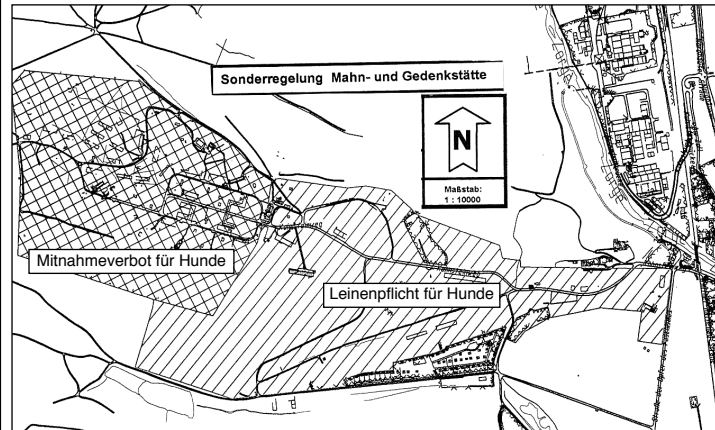 Sonderregelung Mahn- und Gedenkstätte
N
Maßstab:
1 : 10000
Mitnahmeverbot für Hunde
Leinenpflicht für Hunde